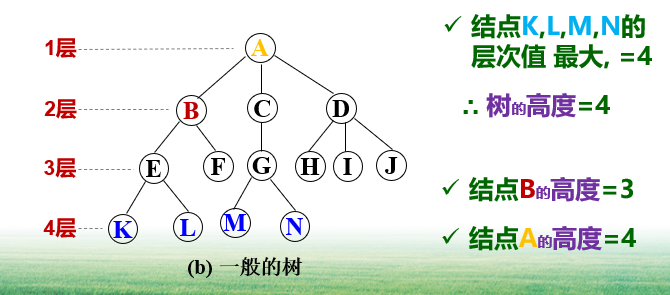 1层
A
2层
B
C
D
3层
E
F
G
H
I
J
4层
K
L
M
N
(b) 一般的树
✓ 结点K,L,M,N的
层次值 最大, =4
∴ 树的高度=4
✓ 结点B的高度=3
✓ 结点A的高度=4